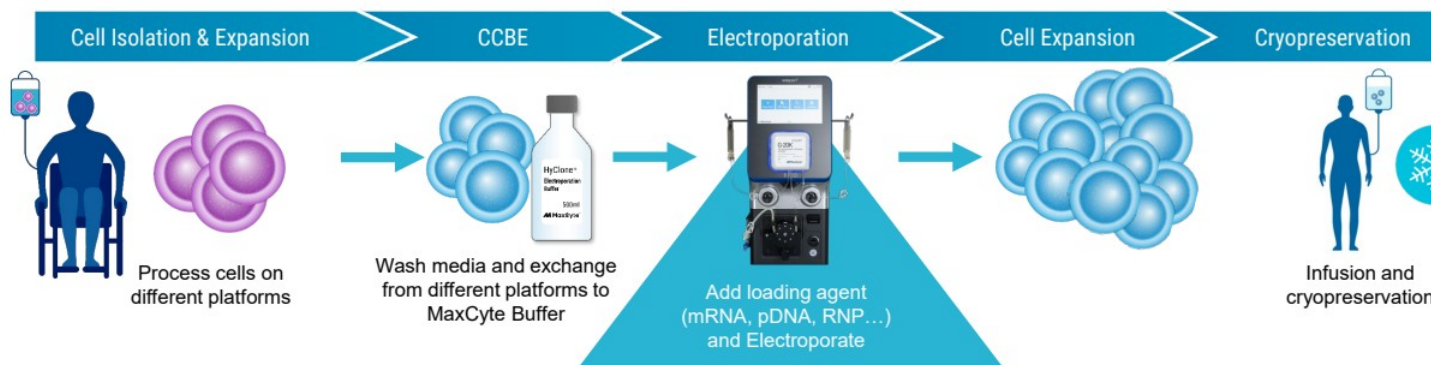 Cell Isolation & Expansion
CCBE
Electroporation
Cell Expansion
Cryopreservation
HyClone™
Electroporation
Buffer
500ml
MaxCyte
Process cells on
different platforms
Wash media and exchange
from different platforms to
MaxCyte Buffer
Add loading agent
(mRNA, pDNA, RNP…)
and Electroporate
Infusion and
cryopreservation